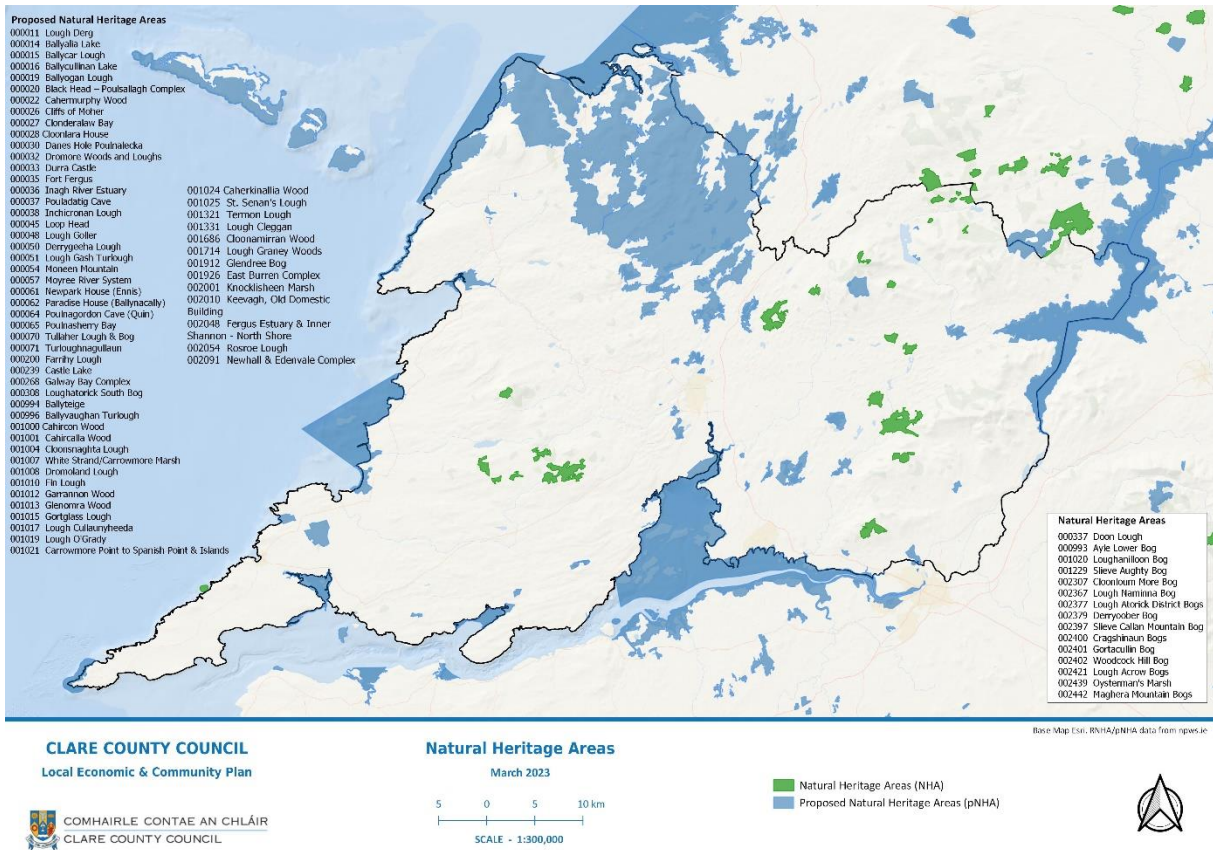 Proposed Natural Heritage Areas
000011 Lough Derg
000014 Ballyalia Lake
000015 Ballycar Lough
000016 Ballycullinan Lake
000019 Ballyogan Lough
000020 Black Head – Poulsallagh Complex
000022 Cahermurphy Wood
000026 Cliffs of Moher
000027 Clonderalaw Bay
000028 Cloonlara House
000030 Danes Hole Poulnalecka
000032 Dromore Woods and Loughs
000033 Durra Castle
000035 Fort Fergus
000036 Inagh River Estuary
000037 Pouladatig Cave
000038 Inchicronan Lough
000045 Loop Head
000048 Lough Goller
000050 Derrygeeha Lough
000051 Lough Gash Turlough
000054 Moneen Mountain
000057 Moyree River System
000061 Newpark House (Ennis)
000062 Paradise House (Ballynacally)
000064 Poulnagordon Cave (Quin)
000065 Poulnasherry Bay
000070 Tullaher Lough & Bog
000071 Turloughnagullaun
000200 Farrihy Lough
000239 Castle Lake
000268 Galway Bay Complex
000308 Loughatorick South Bog
000994 Ballyteige
000996 Ballyvaughan Turlough
001000 Cahircon Wood
001001 Cahircalla Wood
001004 Cloonsnaghta Lough
001007 White Strand/Carrowmore Marsh
001008 Dromoland Lough
001010 Fin Lough
001012 Garrannon Wood
001013 Glenomra Wood
001015 Gortglass Lough
001017 Lough Cullaunyheeda
001019 Lough O'Grady
001021 Carrowmore Point to Spanish Point & Islands
001024 Caherkinallia Wood
001025 St. Senan's Lough
001321 Termon Lough
001331 Lough Cleggan
001686 Cloonamirran Wood
001714 Lough Graney Woods
001912 Glendree Bog
001926 East Burren Complex
002001 Knocklisheen Marsh
002010 Keevagh, Old Domestic
Building
002048 Fergus Estuary & Inner
Shannon - North Shore
002054 Rosroe Lough
002091 Newhall & Edenvale Complex
Natural Heritage Areas
000337 Doon Lough
000993 Ayle Lower Bog
001020 Loughanilloon Bog
001229 Slieve Aughty Bog
002307 Cloonloum More Bog
002367 Lough Naminna Bog
002377 Lough Atorick District Bogs
002379 Derryoober Bog
002397 Slieve Callan Mountain Bog
002400 Cragshinaun Bogs
002401 Gortacullin Bog
002402 Woodcock Hill Bog
002421 Lough Acrow Bogs
002439 Oysterman's Marsh
002442 Maghera Mountain Bogs
Base Map Esri. RNHA/pNHA data from npws.ie
CLARE COUNTY COUNCIL
Local Economic & Community Plan
COMHAIRLE CONTAE AN CHLÁIR
CLARE COUNTY COUNCIL
Natural Heritage Areas
March 2023
5 0 5 10 km
SCALE - 1:300,000
Natural Heritage Areas (NHA)
Proposed Natural Heritage Areas (pNHA)